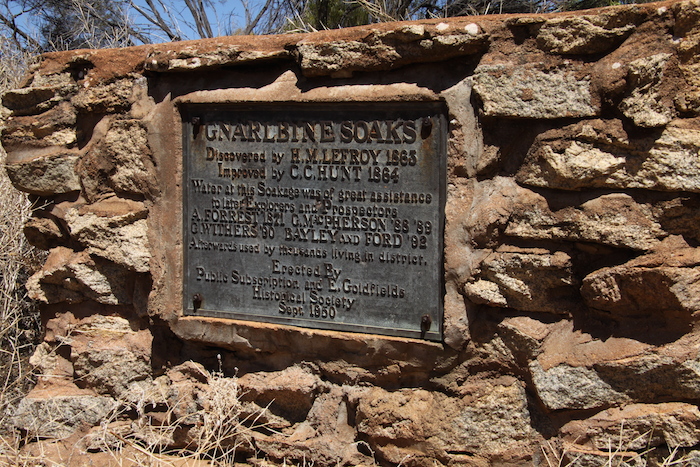 GNARLBINE SOAKS
Discovered by H. M. LEFROY 1863
Improved by C. C. HUNT 1864
Water at this Soakage was of great assistance
to later Explorers and Prospectors
A. FORREST 1871 G. McPHERSON '88 '89
G. WITHERS '90 BAYLEY AND FORD '92
Afterwards used by thousands living in district.
Erected By
Public Subscription and E. Goldfields
Historical Society
Sept. 1950